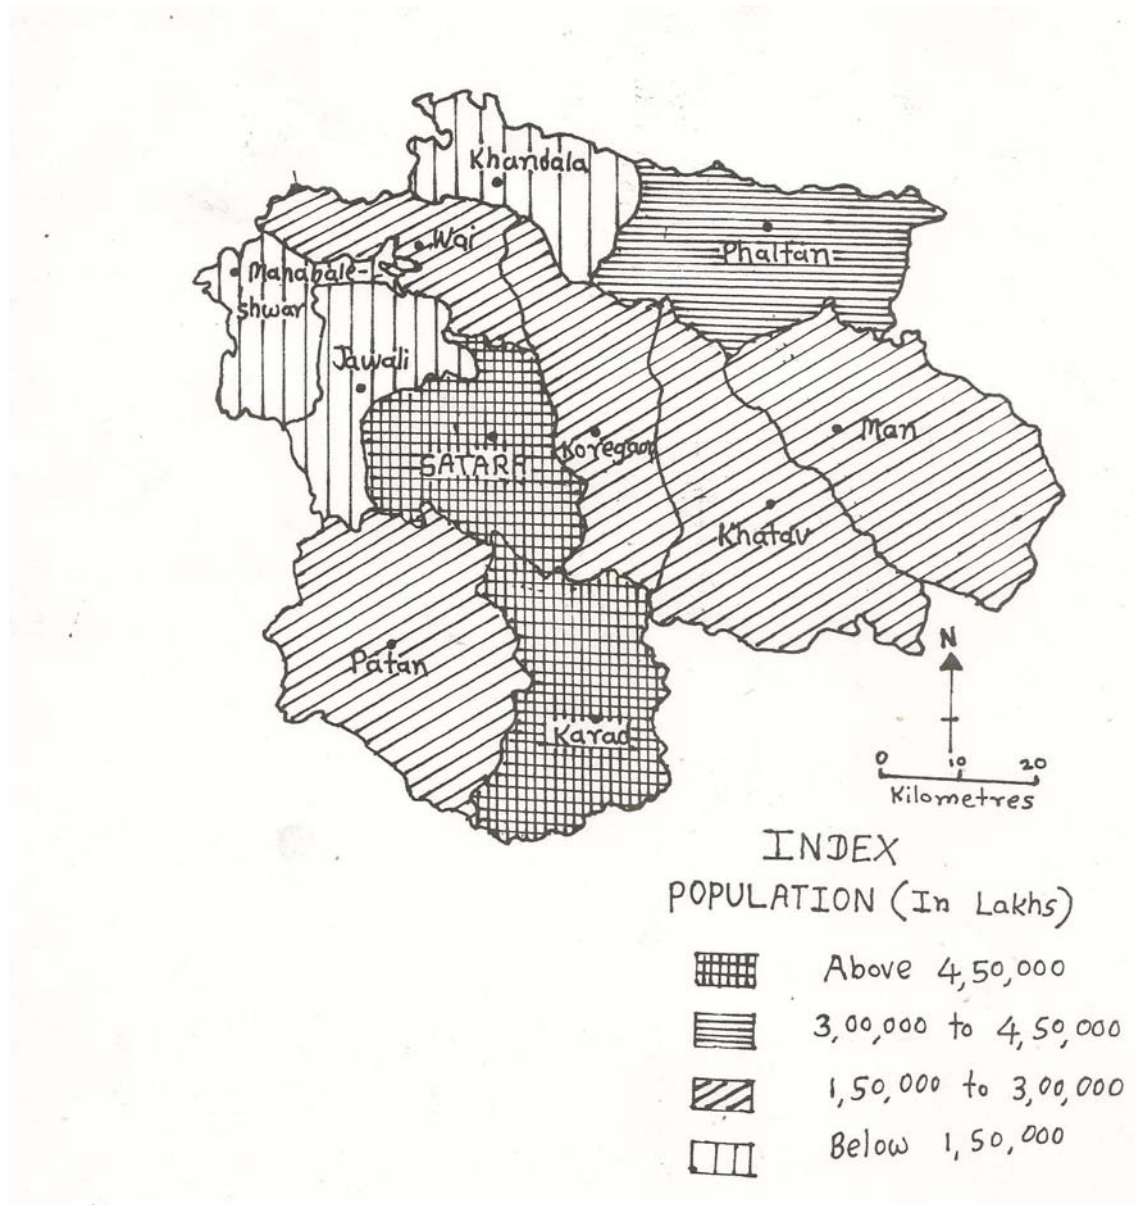 Khandala
Wai
Phaltan
Mahabale-
shwar
Jawali
SATARA
Koregaon
Man
Khatav
Patan
Karad
N
0 10 20
Kilometres
INDEX
POPULATION (In Lakhs)
Above 4,50,000
3,00,000 to 4,50,000
1,50,000 to 3,00,000
Below 1,50,000